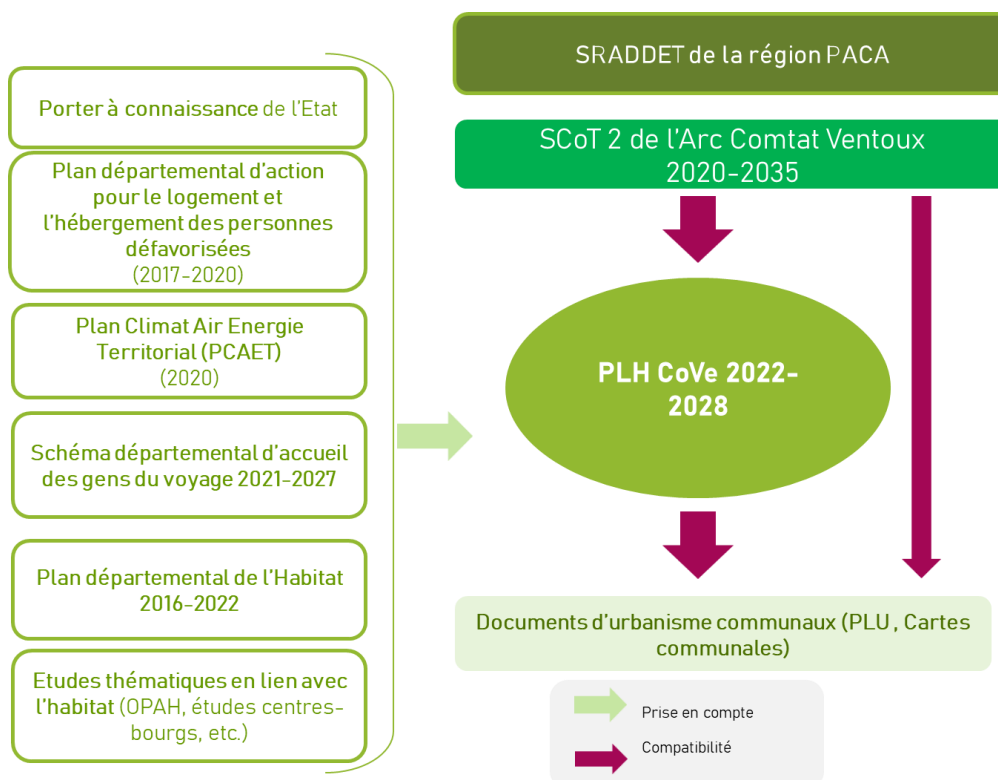 Porter à connaissance de l'Etat
Plan départemental d'action
pour le logement et
l'hébergement des personnes
défavorisées
(2017-2020)
Plan Climat Air Energie
Territorial (PCAET)
(2020)
Schéma départemental d'accueil
des gens du voyage 2021-2027
Plan départemental de l'Habitat
2016-2022
Etudes thématiques en lien avec
l'habitat (OPAH, études centres-
bourgs, etc.)
SRADDET de la région PACA
SCoT 2 de l'Arc Comtat Ventoux
2020-2035
PLH CoVe 2022-
2028
Documents d'urbanisme communaux (PLU , Cartes
communales)
Prise en compte
Compatibilité